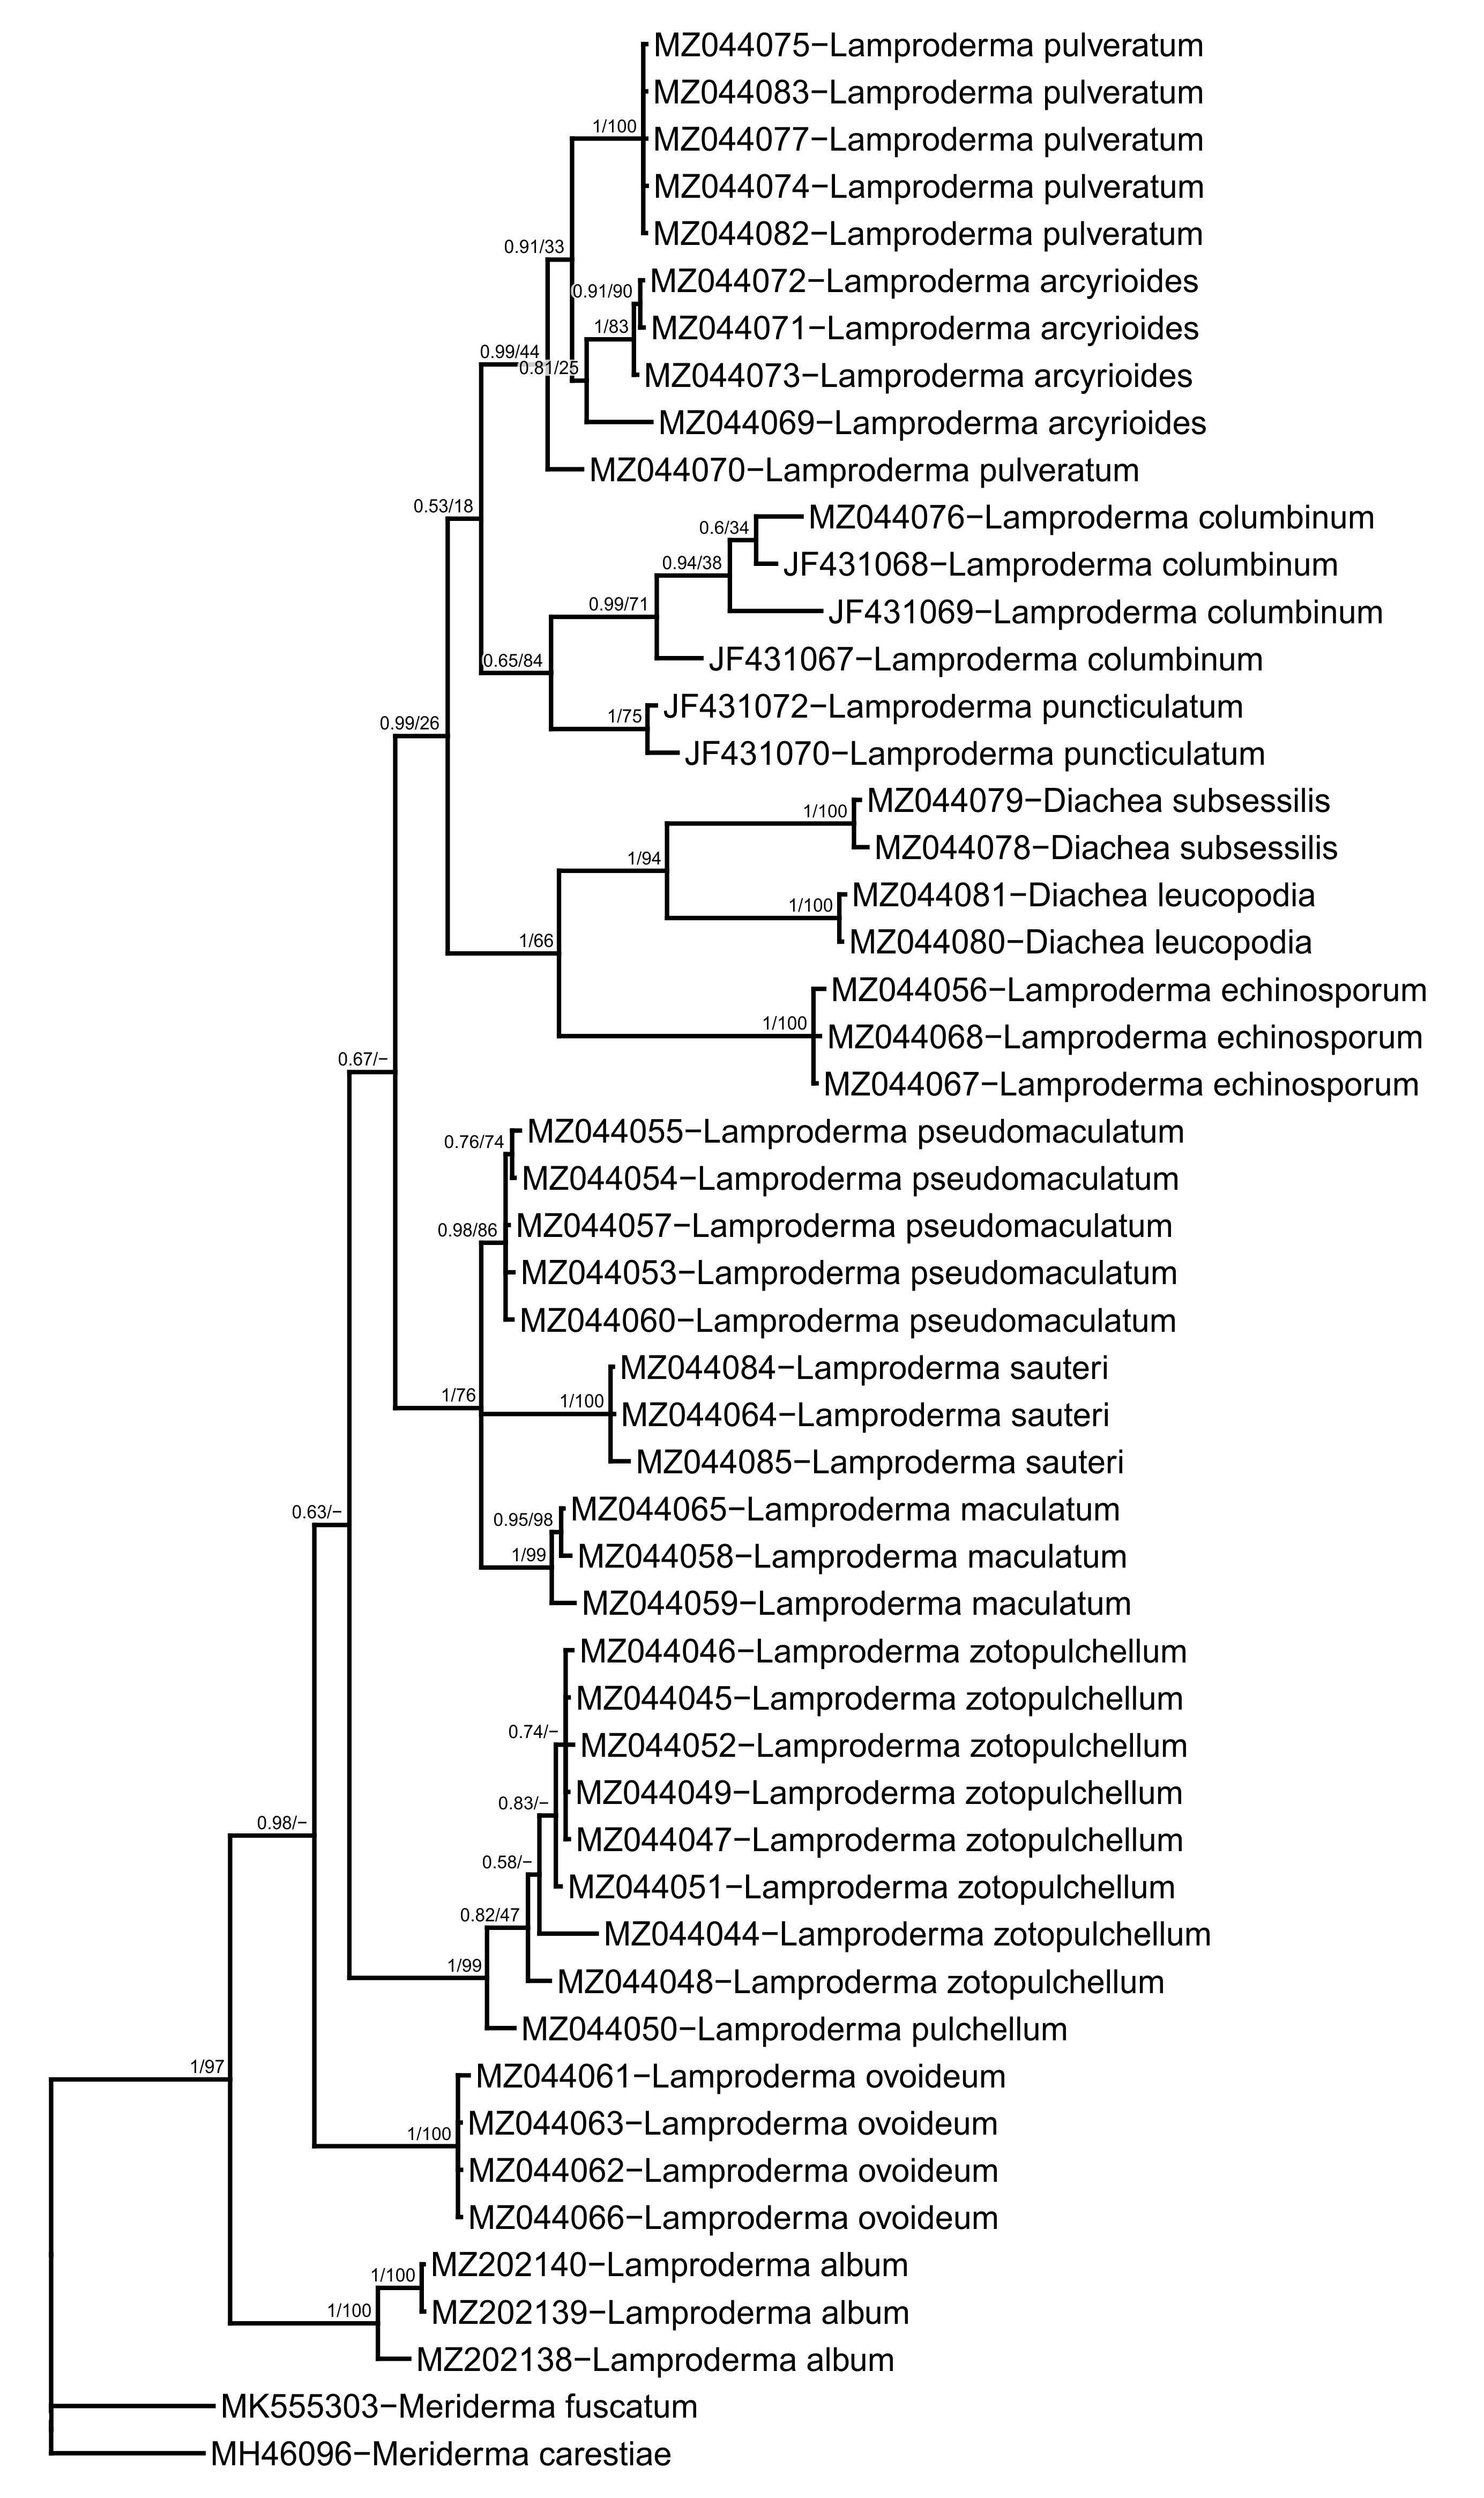 MZ044075−Lamproderma pulveratum
MZ044083−Lamproderma pulveratum
1/100
MZ044077−Lamproderma pulveratum
MZ044074−Lamproderma pulveratum
MZ044082−Lamproderma pulveratum
0.91/33
MZ044072−Lamproderma arcyrioides
0.91/90
MZ044071−Lamproderma arcyrioides
1/83
0.99/44
0.81/25
MZ044073−Lamproderma arcyrioides
MZ044069−Lamproderma arcyrioides
MZ044070−Lamproderma pulveratum
0.53/18
MZ044076−Lamproderma columbinum
0.6/34
JF431068−Lamproderma columbinum
0.94/38
0.99/71
JF431069−Lamproderma columbinum
0.65/84
JF431067−Lamproderma columbinum
JF431072−Lamproderma puncticulatum
1/75
0.99/26
JF431070−Lamproderma puncticulatum
MZ044079−Diachea subsessilis
1/100
MZ044078−Diachea subsessilis
1/94
MZ044081−Diachea leucopodia
1/100
MZ044080−Diachea leucopodia
1/66
MZ044056−Lamproderma echinosporum
1/100
MZ044068−Lamproderma echinosporum
0.67/−
MZ044067−Lamproderma echinosporum
MZ044055−Lamproderma pseudomaculatum
0.76/74
MZ044054−Lamproderma pseudomaculatum
0.98/86
MZ044057−Lamproderma pseudomaculatum
MZ044053−Lamproderma pseudomaculatum
MZ044060−Lamproderma pseudomaculatum
MZ044084−Lamproderma sauteri
1/76
1/100
MZ044064−Lamproderma sauteri
MZ044085−Lamproderma sauteri
0.63/−
MZ044065−Lamproderma maculatum
0.95/98
1/99
MZ044058−Lamproderma maculatum
MZ044059−Lamproderma maculatum
MZ044046−Lamproderma zotopulchellum
MZ044045−Lamproderma zotopulchellum
0.74/−
MZ044052−Lamproderma zotopulchellum
MZ044049−Lamproderma zotopulchellum
0.83/−
0.98/−
MZ044047−Lamproderma zotopulchellum
0.58/−
MZ044051−Lamproderma zotopulchellum
0.82/47
MZ044044−Lamproderma zotopulchellum
1/99
MZ044048−Lamproderma zotopulchellum
MZ044050−Lamproderma pulchellum
1/97
MZ044061−Lamproderma ovoideum
MZ044063−Lamproderma ovoideum
1/100
MZ044062−Lamproderma ovoideum
MZ044066−Lamproderma ovoideum
MZ202140−Lamproderma album
1/100
1/100
MZ202139−Lamproderma album
MZ202138−Lamproderma album
MK555303−Meriderma fuscatum
MH46096−Meriderma carestiae